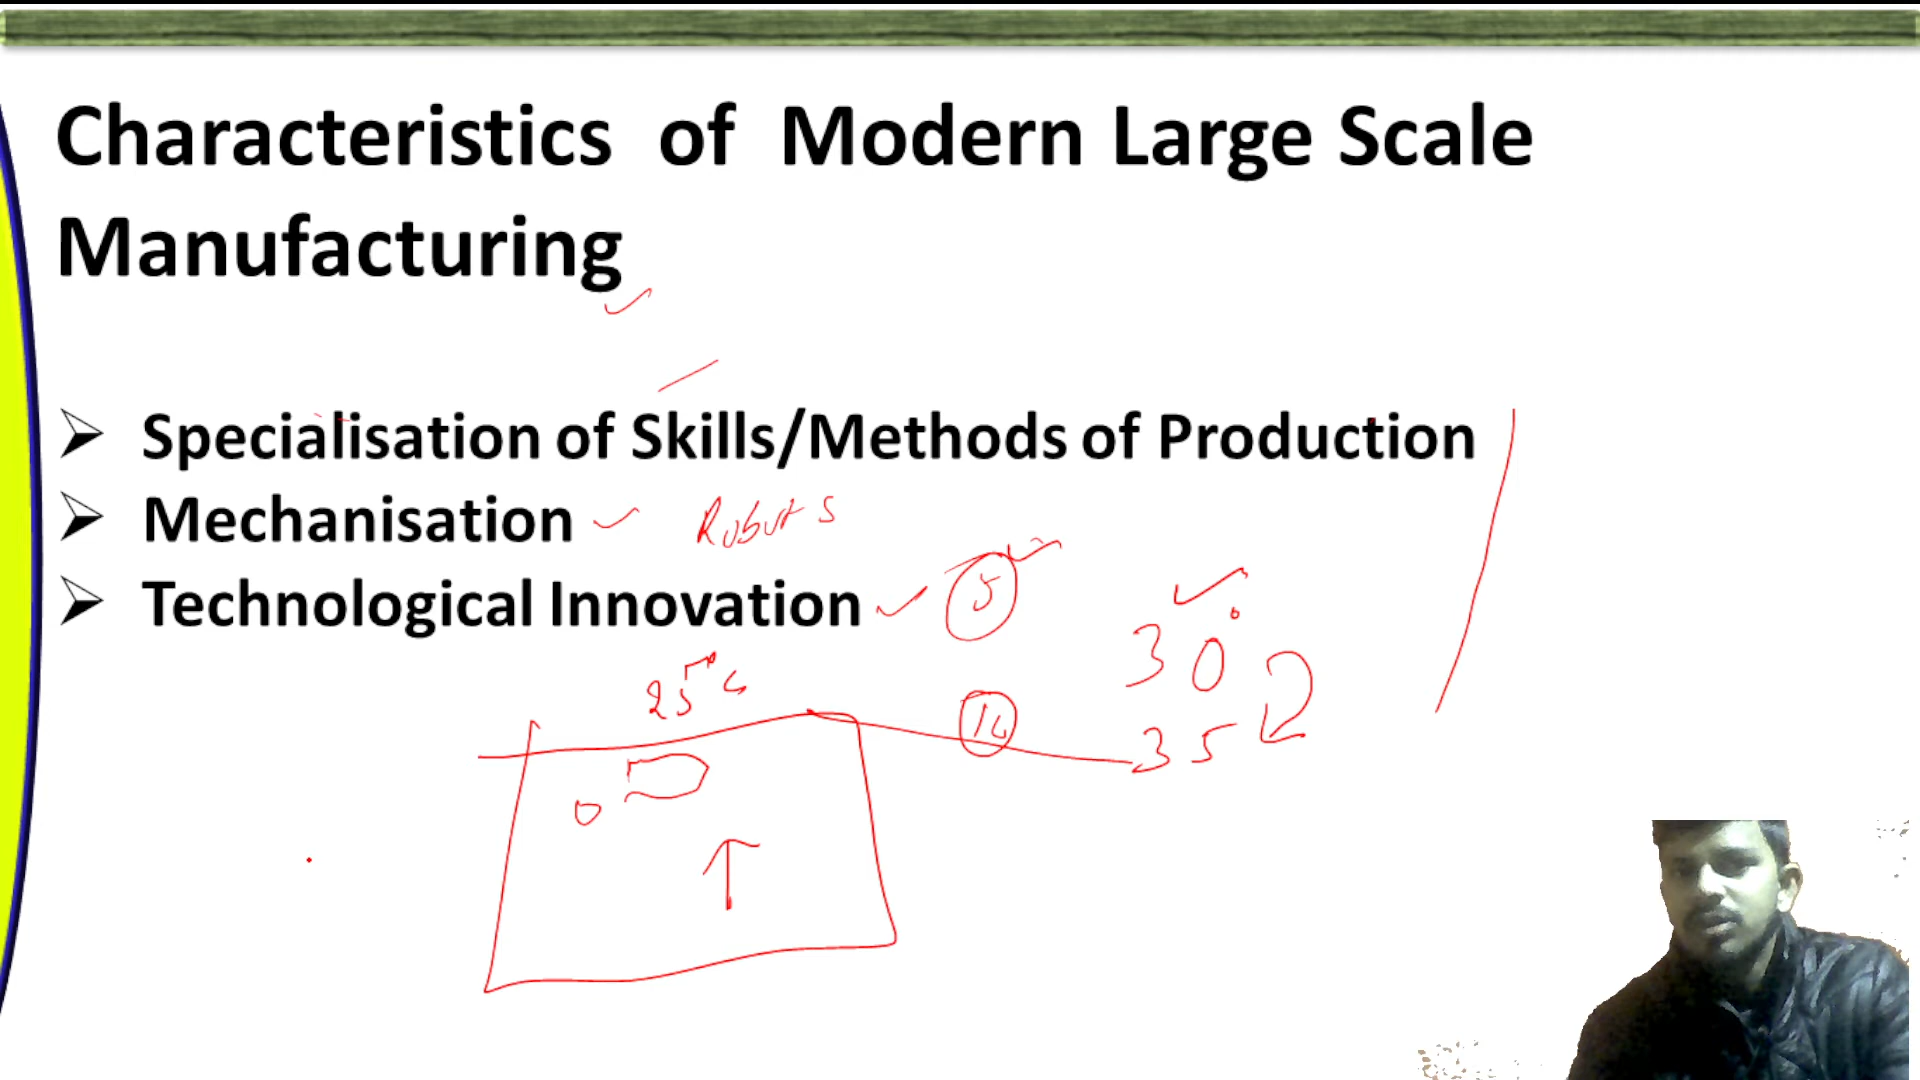 Characteristics of Modern Large Scale
Manufacturing
➢ Specialisation of Skills/Methods of Production
➢ Mechanisation Robots
➢ Technological Innovation 5
30°
25°C
35